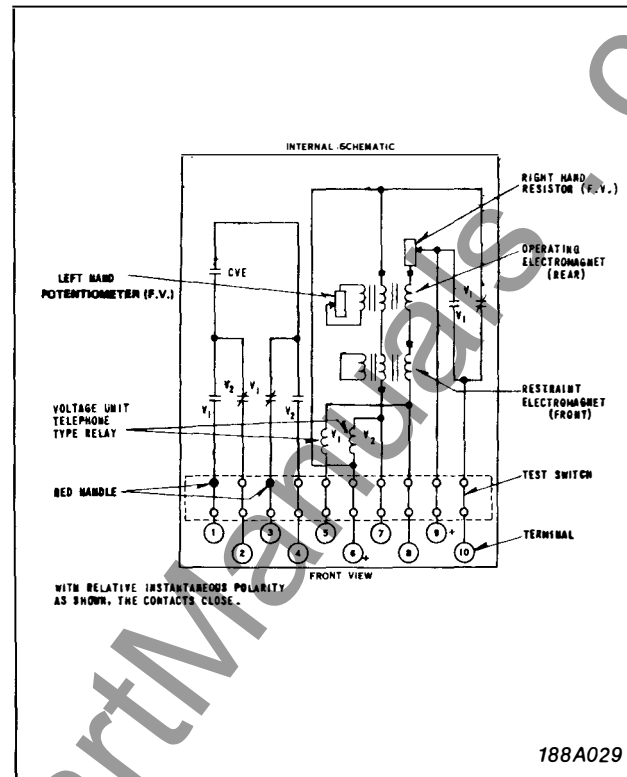 INTERNAL SCHEMATIC
RIGHT HAND
RESISTOR (F.V.)
OPERATING
ELECTROMAGNET
(REAR)
LEFT HAND
POTENTIOMETER (F.V.)
CVE
V1
V1
RESTRAINT
ELECTROMAGNET
(FRONT)
VOLTAGE UNIT
TELEPHONE
TYPE RELAY
V1
V2
V1
V2
V1
V2
RED HANDLE
TEST SWITCH
1
2
3
4
5
6 +
7
8
9 +
10
TERMINAL
FRONT VIEW
WITH RELATIVE INSTANTANEOUS POLARITY
AS SHOWN, THE CONTACTS CLOSE.
188A029